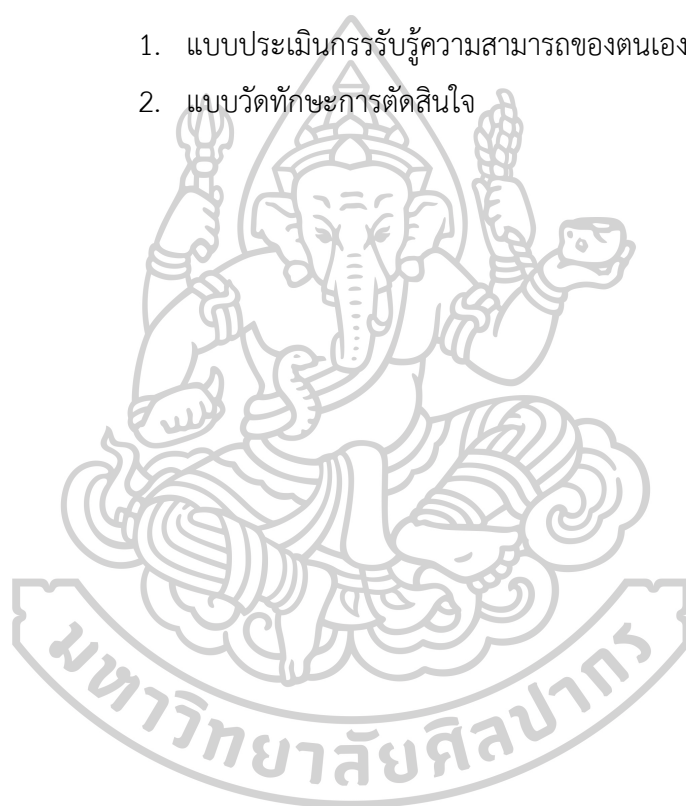 1. แบบประเมินกรรรับรู้ความสามารถของตนเอง
2. แบบวัดทักษะการตัดสินใจ
มหาวิทยาลัยศิลปากร